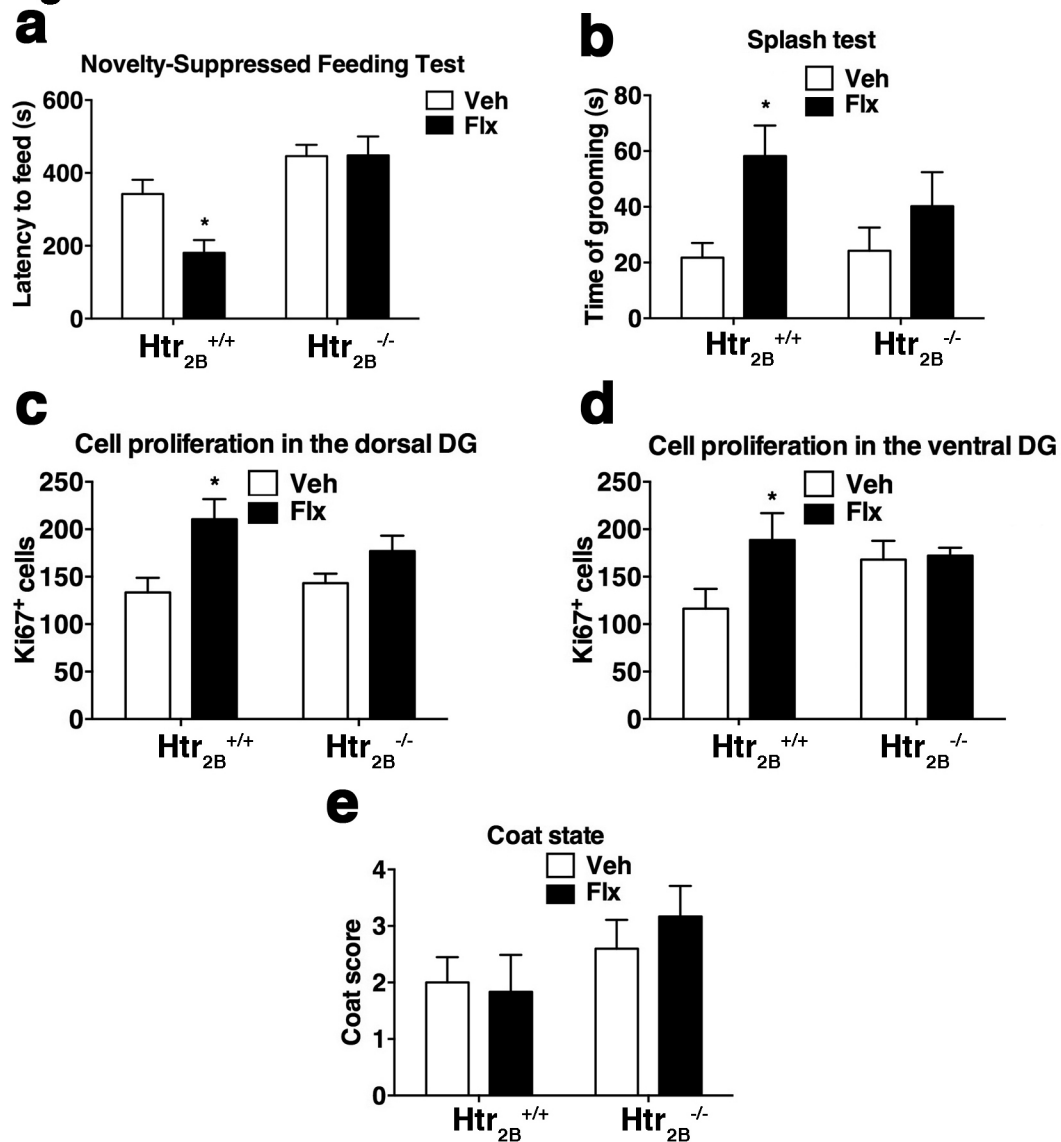 a
Novelty-Suppressed Feeding Test
Veh
Flx
Latency to feed (s)
600
400
200
0
*
Htr2B+/+
Htr2B-/-
b
Splash test
Veh
Flx
Time of grooming (s)
80
60
40
20
0
*
Htr2B+/+
Htr2B-/-
c
Cell proliferation in the dorsal DG
Veh
Flx
Ki67+ cells
250
200
150
100
50
0
*
Htr2B+/+
Htr2B-/-
d
Cell proliferation in the ventral DG
Veh
Flx
Ki67+ cells
250
200
150
100
50
0
*
Htr2B+/+
Htr2B-/-
e
Coat state
Veh
Flx
Coat score
4
3
2
1
0
Htr2B+/+
Htr2B-/-